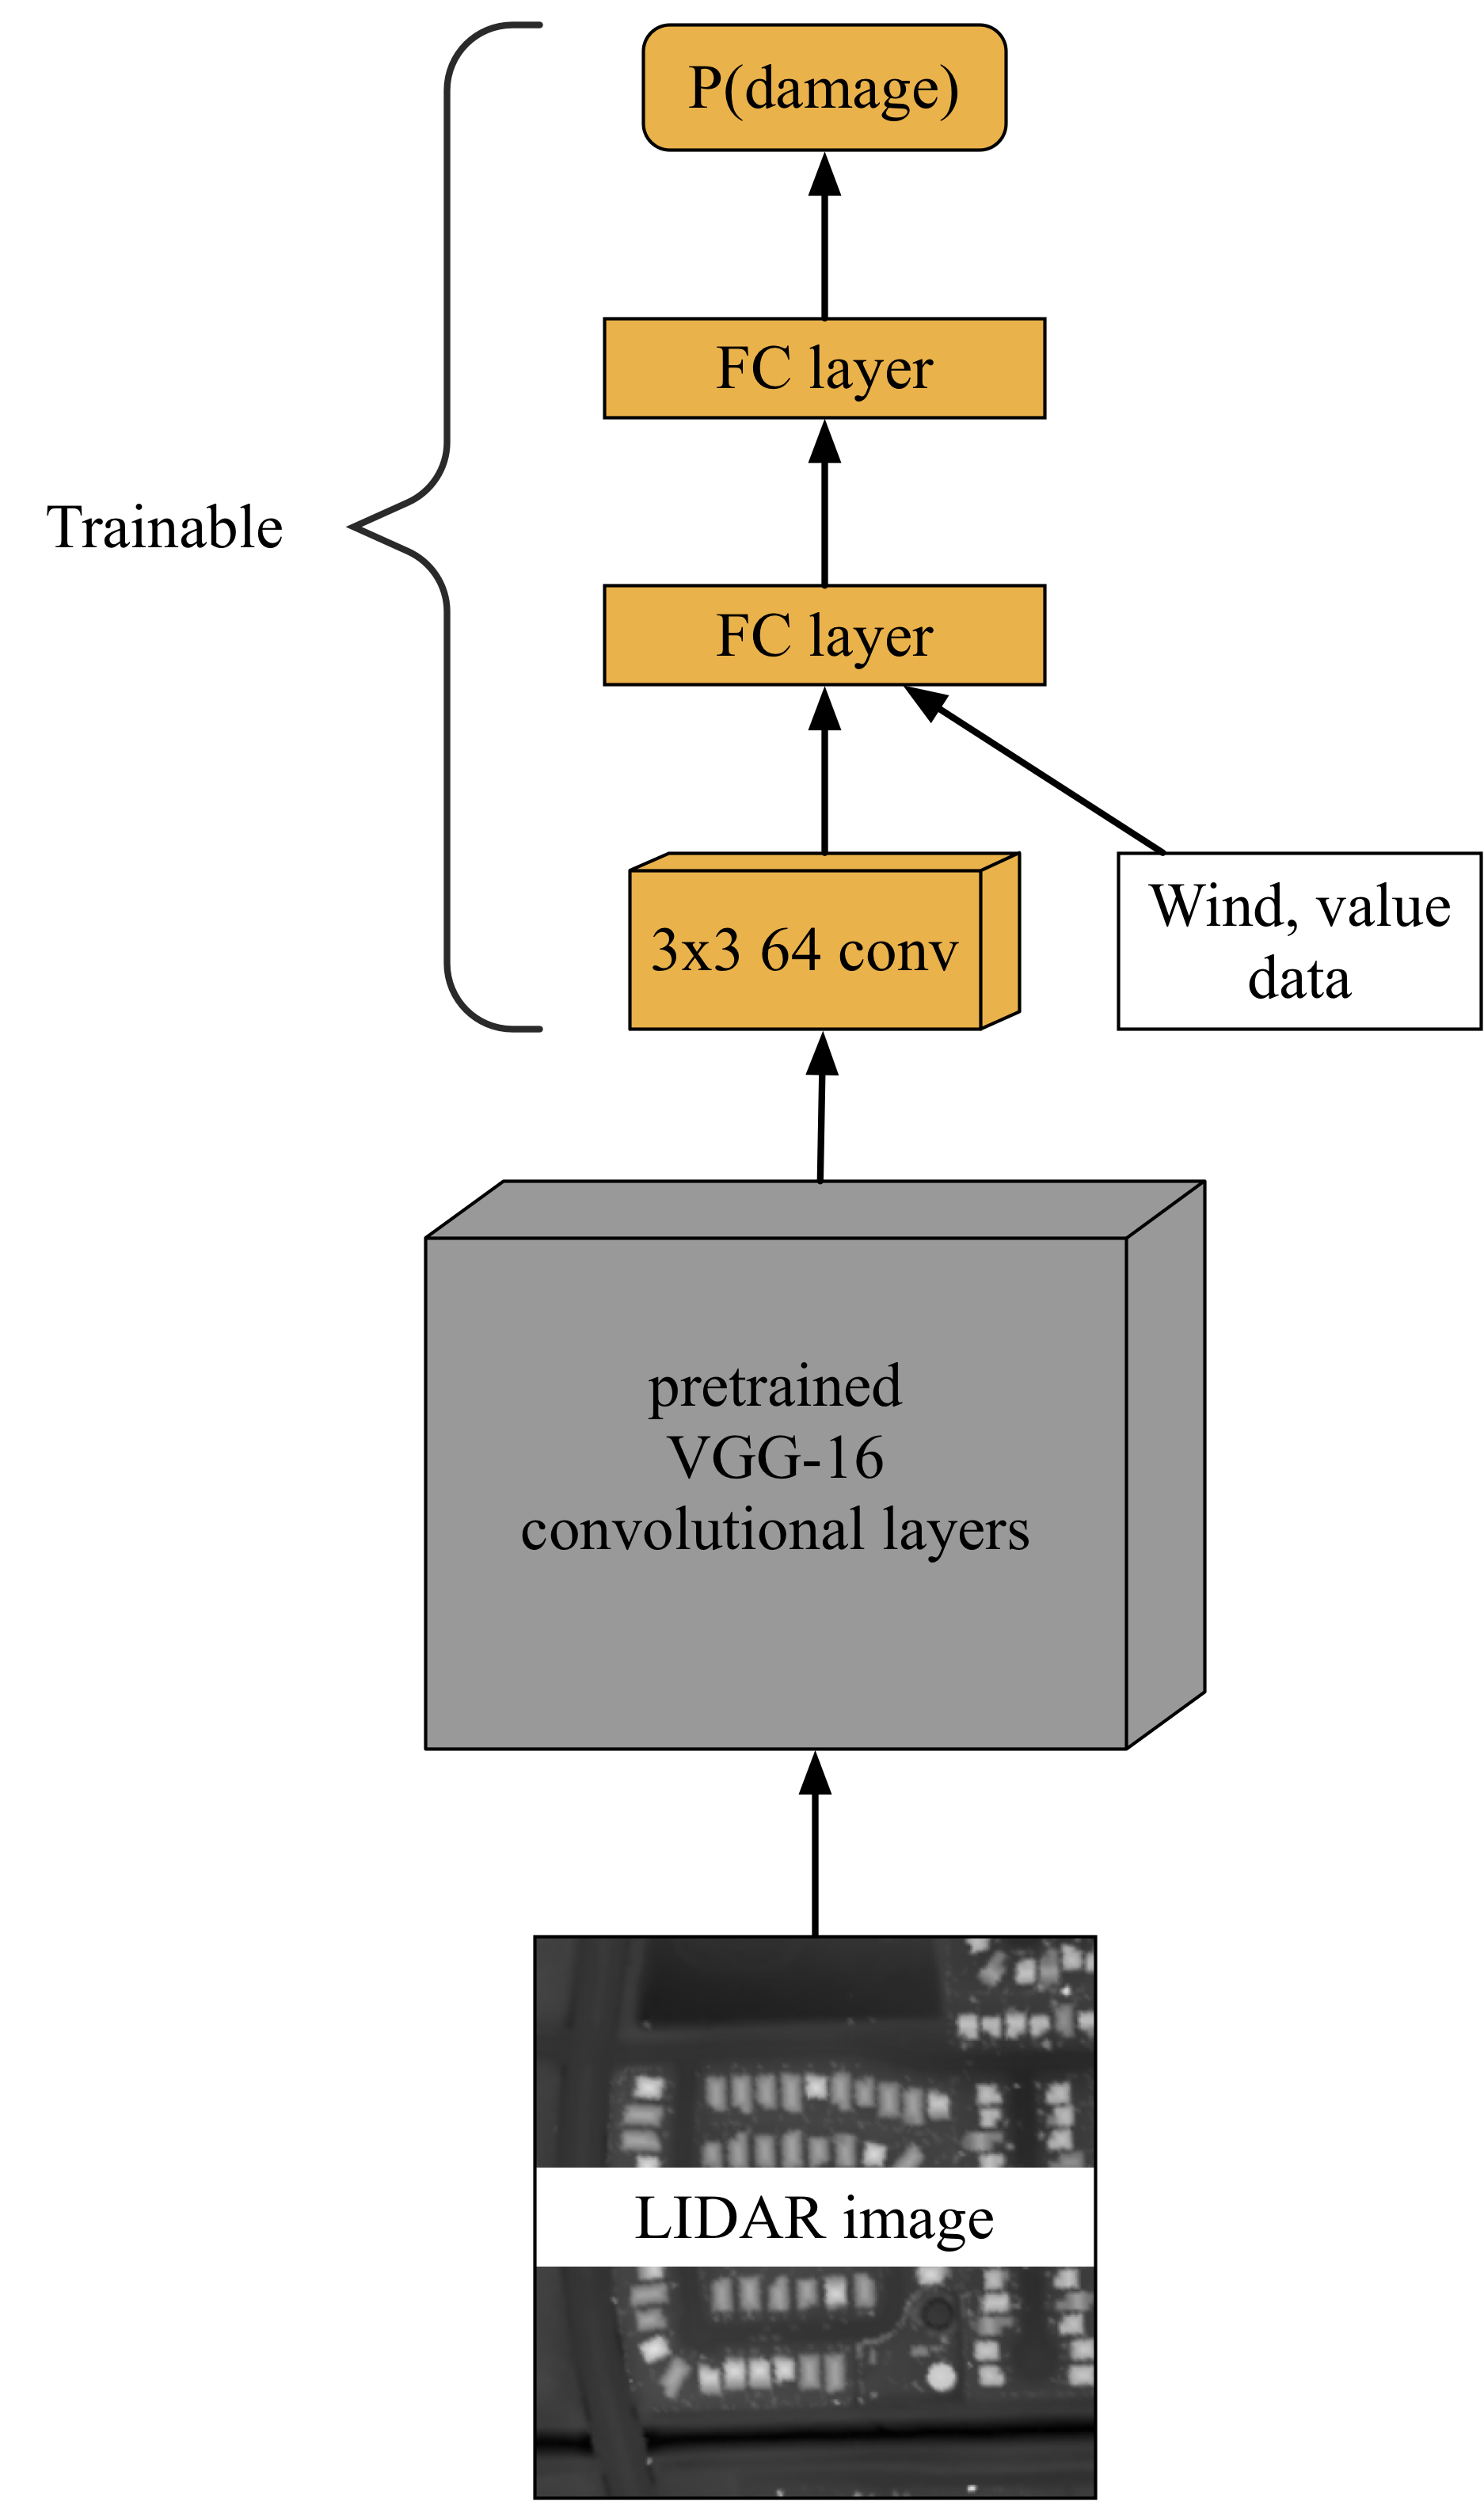 P(damage)
FC layer
Trainable
FC layer
3x3 64 conv
Wind, value
data
pretrained
VGG-16
convolutional layers
LIDAR image